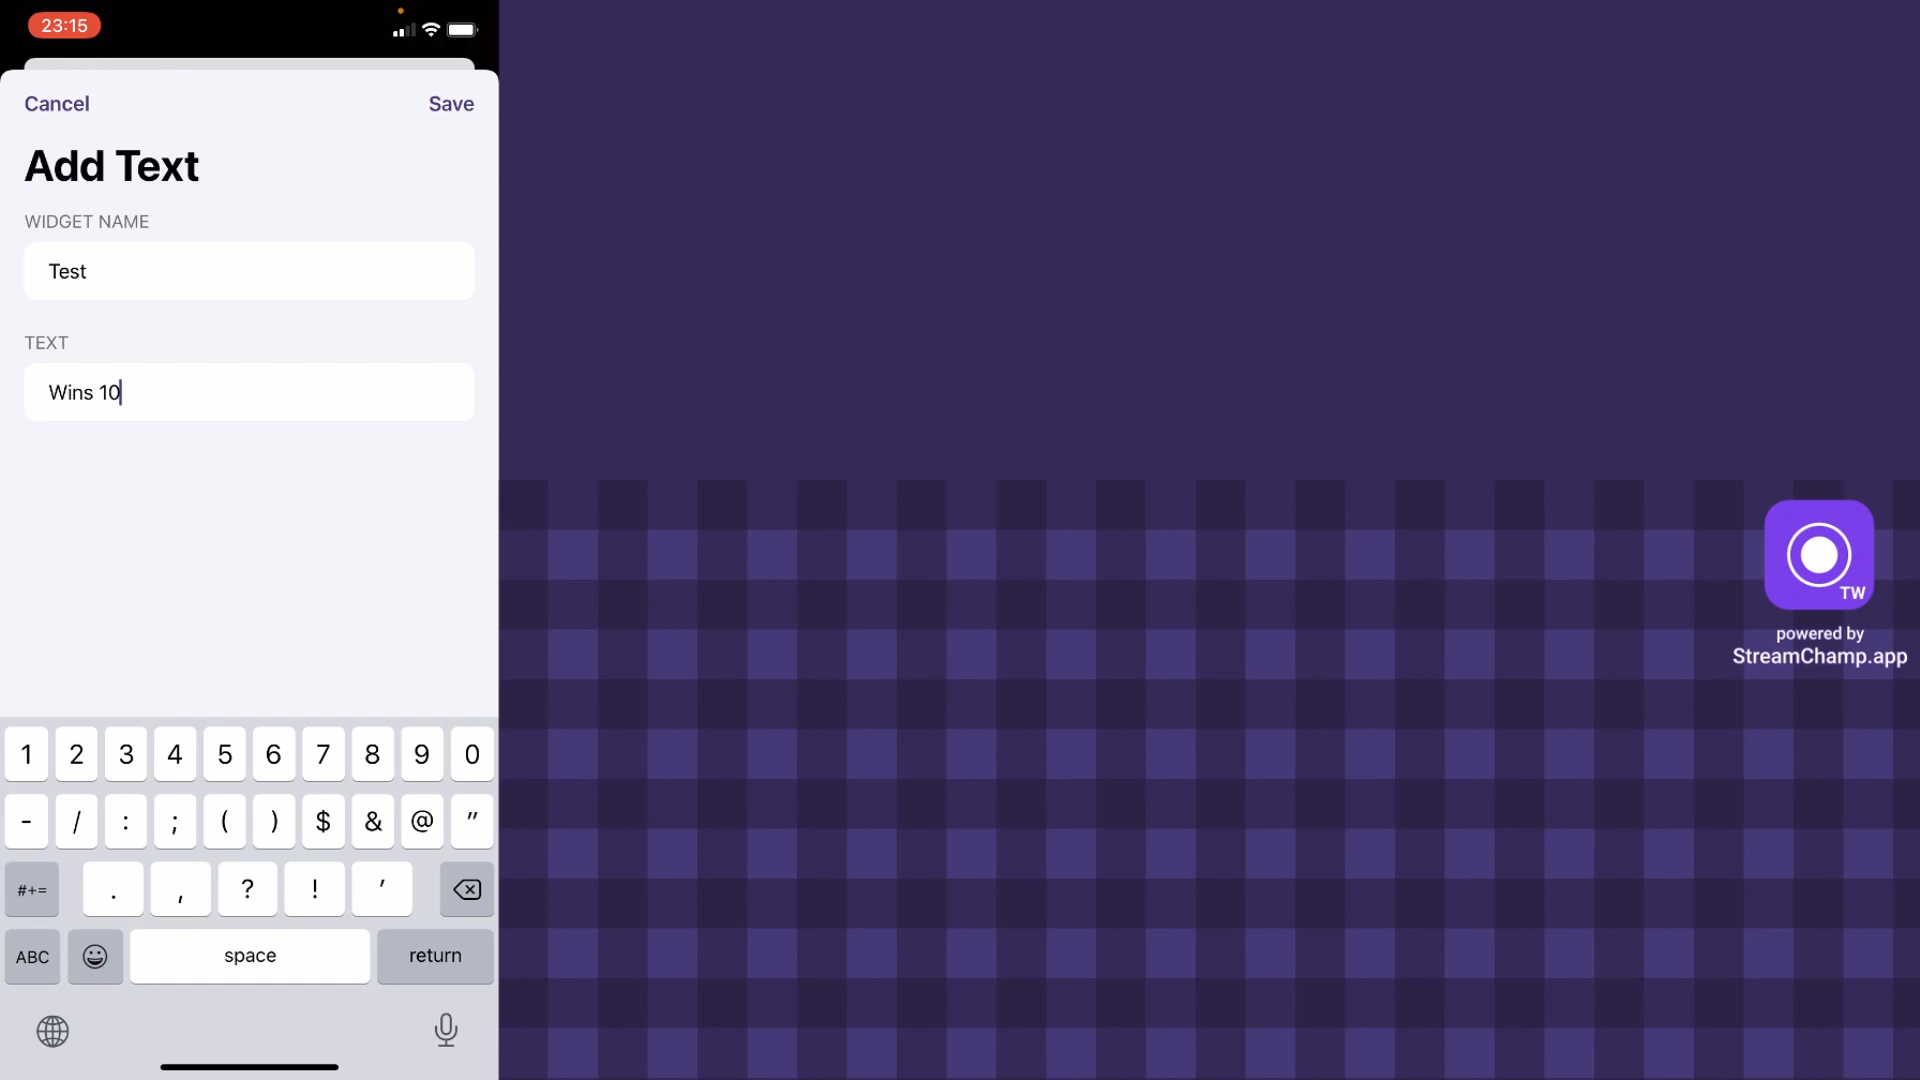 23:15
Cancel
Save
Add Text
WIDGET NAME
Test
TEXT
Wins 10
1 2 3 4 5 6 7 8 9 0
- / : ; ( ) $ & @ "
#+= . , ? ! '
ABC space return
TW
powered by
StreamChamp.app